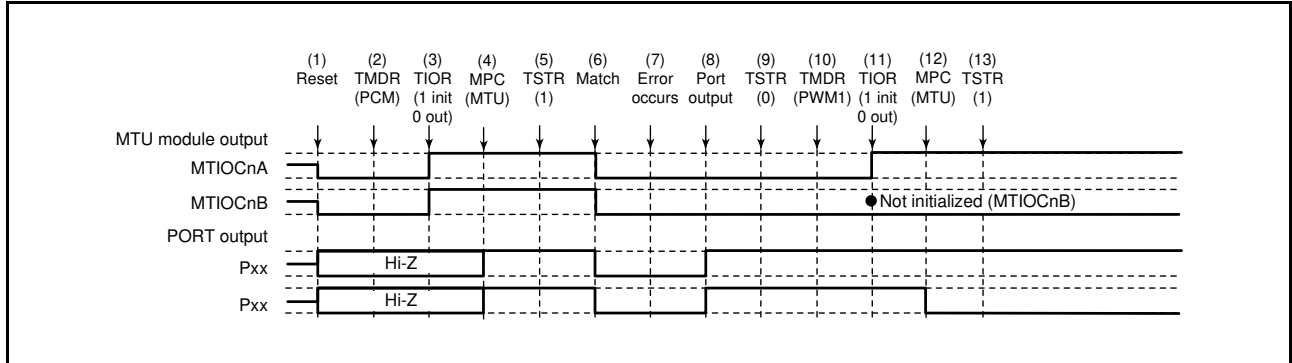 (1) (2) (3) (4) (5) (6) (7) (8) (9) (10) (11) (12) (13)
Reset TMDR TIOR MPC TSTR Match Error Port TSTR TMDR TIOR MPC TSTR
(PCM) (1 init (MTU) (1) occurs output (0) (PWM1) (1 init (MTU) (1)
0 out) 0 out)
MTU module output
MTIOCnA
MTIOCnB
Not initialized (MTIOCnB)
PORT output
Pxx
Hi-Z
Pxx
Hi-Z